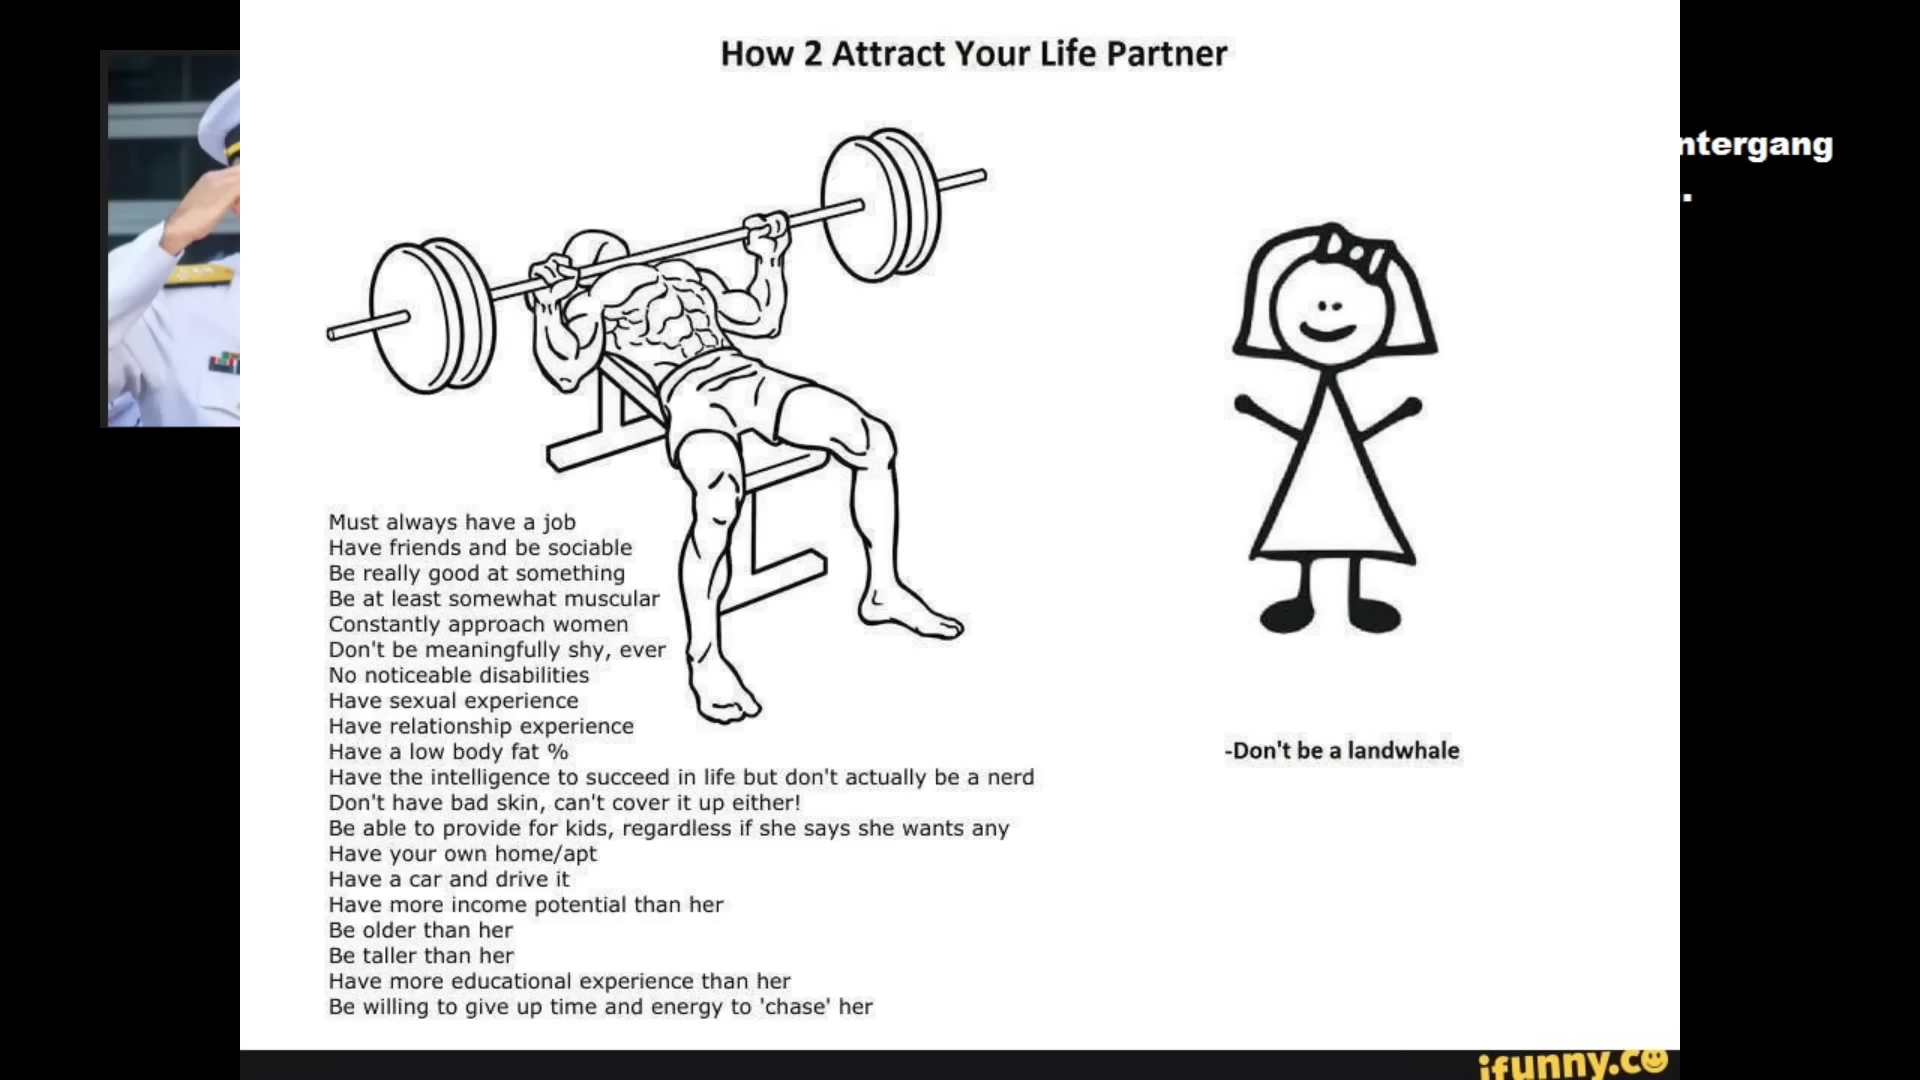 How 2 Attract Your Life Partner
ntergang
.
Must always have a job
Have friends and be sociable
Be really good at something
Be at least somewhat muscular
Constantly approach women
Don't be meaningfully shy, ever
No noticeable disabilities
Have sexual experience
Have relationship experience
Have a low body fat %
Have the intelligence to succeed in life but don't actually be a nerd
Don't have bad skin, can't cover it up either!
Be able to provide for kids, regardless if she says she wants any
Have your own home/apt
Have a car and drive it
Have more income potential than her
Be older than her
Be taller than her
Have more educational experience than her
Be willing to give up time and energy to 'chase' her
-Don't be a landwhale
ifunny.co